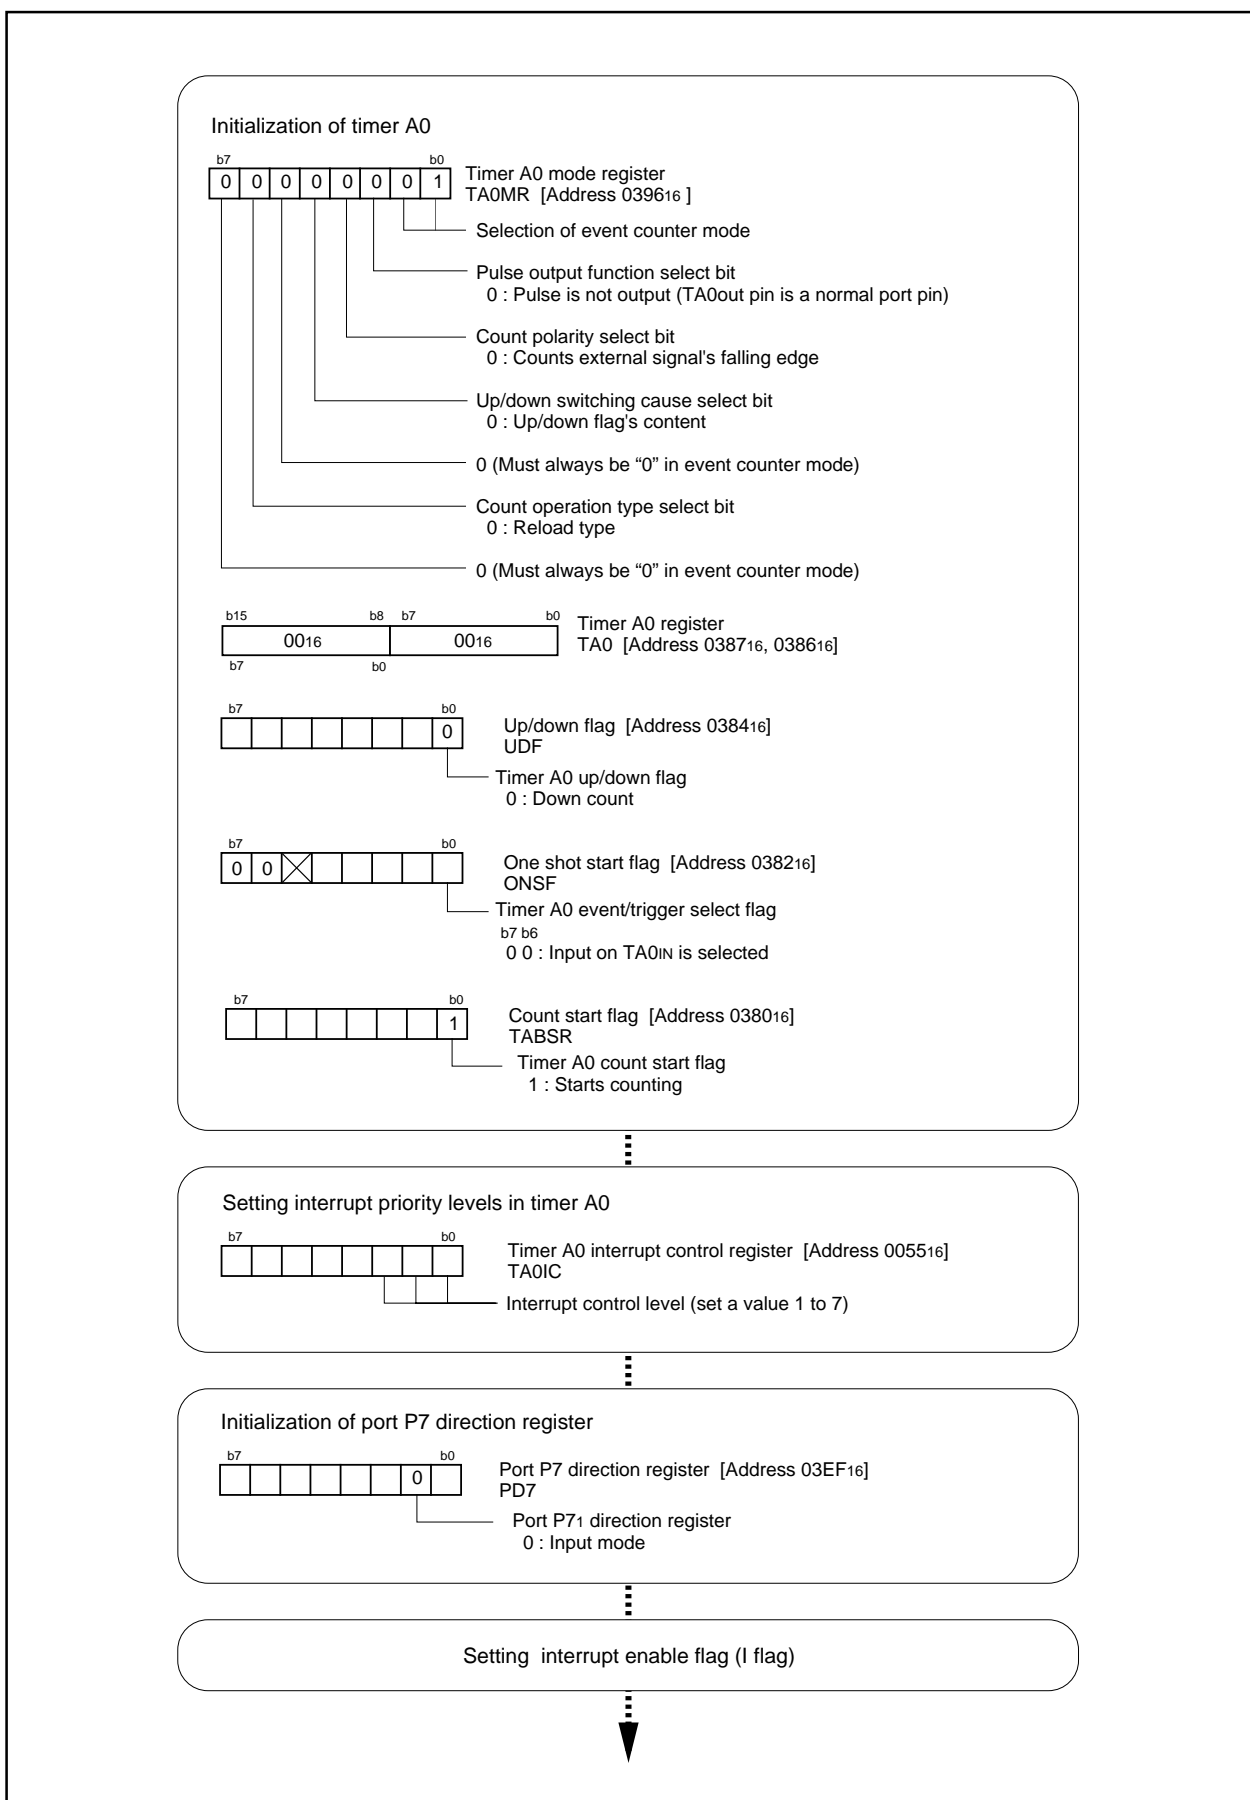 Initialization of timer A0
b7 b0
0 0 0 0 0 0 0 1
Timer A0 mode register
TA0MR [Address 039616 ]
Selection of event counter mode
Pulse output function select bit
0 : Pulse is not output (TA0out pin is a normal port pin)
Count polarity select bit
0 : Counts external signal's falling edge
Up/down switching cause select bit
0 : Up/down flag's content
0 (Must always be “0” in event counter mode)
Count operation type select bit
0 : Reload type
0 (Must always be “0” in event counter mode)
b15 b8 b7 b0
0016 0016
b7 b0
Timer A0 register
TA0 [Address 038716, 038616]
b7 b0
0
Up/down flag [Address 038416]
UDF
Timer A0 up/down flag
0 : Down count
b7 b0
0 0
One shot start flag [Address 038216]
ONSF
Timer A0 event/trigger select flag
b7 b6
0 0 : Input on TA0IN is selected
b7 b0
1
Count start flag [Address 038016]
TABSR
Timer A0 count start flag
1 : Starts counting
Setting interrupt priority levels in timer A0
b7 b0
Timer A0 interrupt control register [Address 005516]
TA0IC
Interrupt control level (set a value 1 to 7)
Initialization of port P7 direction register
b7 b0
0
Port P7 direction register [Address 03EF16]
PD7
Port P71 direction register
0 : Input mode
Setting interrupt enable flag (I flag)